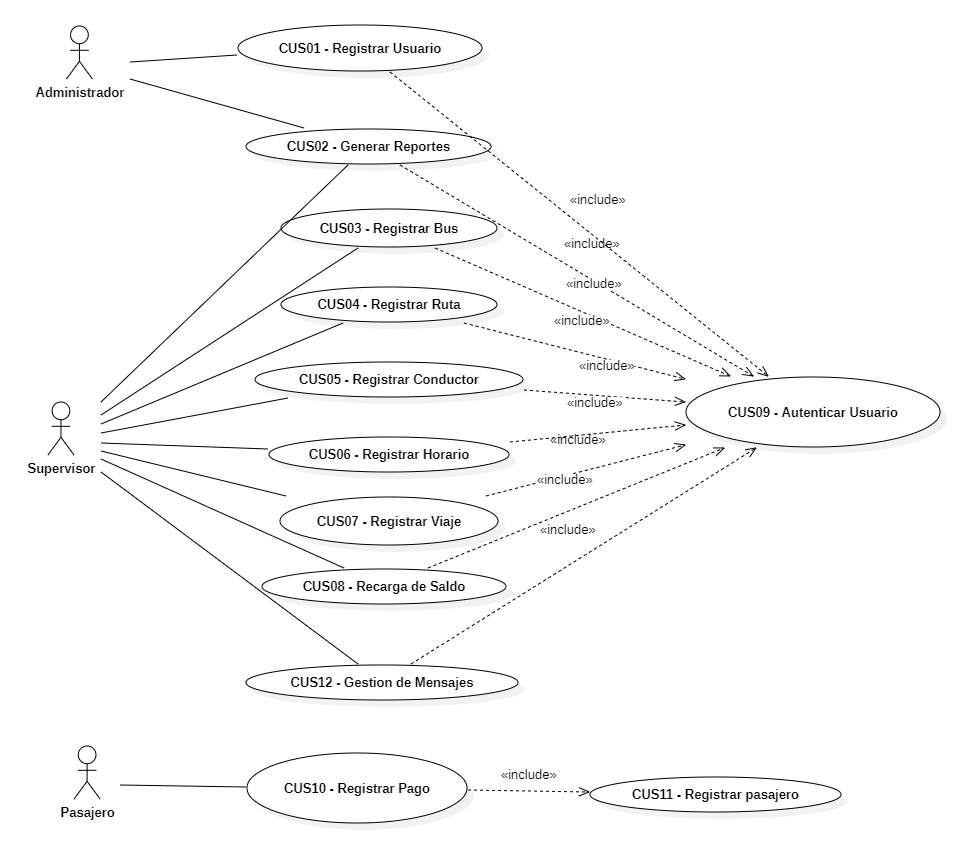 CUS01 - Registrar Usuario
Administrador
CUS02 - Generar Reportes
«include»
CUS03 - Registrar Bus
«include»
«include»
CUS04 - Registrar Ruta
«include»
«include»
CUS05 - Registrar Conductor
«include»
CUS09 - Autenticar Usuario
«include»
CUS06 - Registrar Horario
Supervisor
«include»
CUS07 - Registrar Viaje
«include»
CUS08 - Recarga de Saldo
CUS12 - Gestion de Mensajes
«include»
CUS10 - Registrar Pago
CUS11 - Registrar pasajero
Pasajero